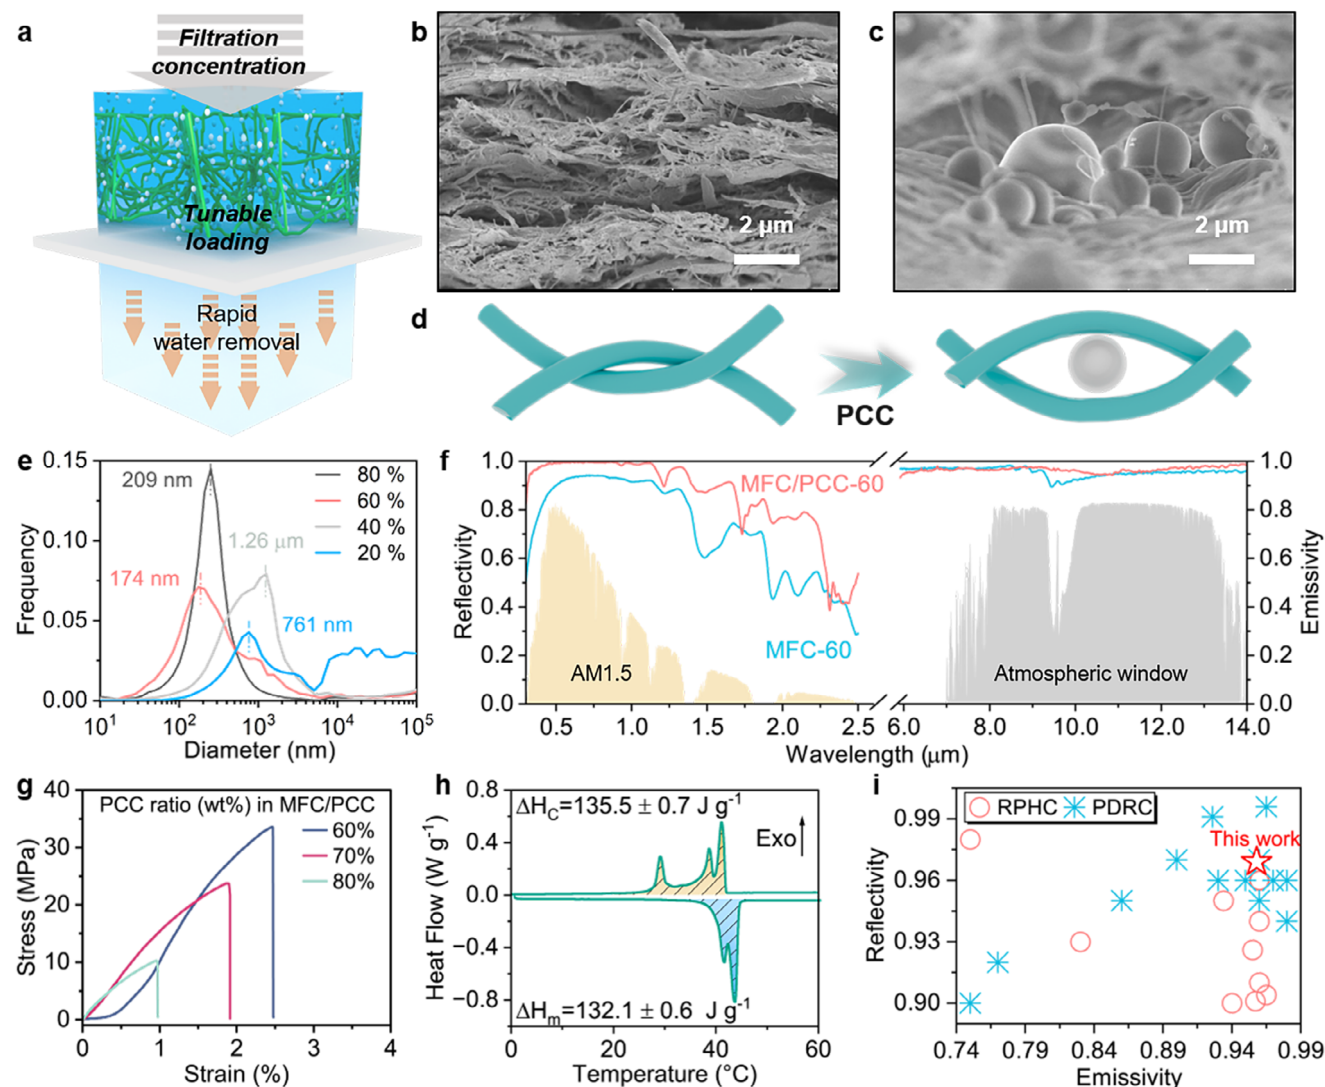 a
Filtration
concentration
Tunable
loading
Rapid
water removal
b
2 μm
c
2 μm
d
PCC
e
0.15
0.10
0.05
0.00
Frequency
209 nm
174 nm
1.26 μm
761 nm
80 %
60 %
40 %
20 %
10¹ 10² 10³ 10⁴ 10⁵
Diameter (nm)
f
1.0
0.8
0.6
0.4
0.2
0.0
Reflectivity
MFC/PCC-60
MFC-60
AM1.5
Atmospheric window
1.0
0.8
0.6
0.4
0.2
0.0
Emissivity
0.5 1.0 1.5 2.0 2.5 6.0 8.0 10.0 12.0 14.0
Wavelength (μm)
g
40
30
20
10
0
Stress (MPa)
PCC ratio (wt%) in MFC/PCC
60%
70%
80%
0 1 2 3 4
Strain (%)
h
0.8
0.4
0.0
−0.4
−0.8
Heat Flow (W g⁻¹)
ΔH_C=135.5 ± 0.7 J g⁻¹
Exo
ΔH_m=132.1 ± 0.6 J g⁻¹
0 20 40 60
Temperature (°C)
i
0.99
0.96
0.93
0.90
Reflectivity
RPHC PDRC
This work
0.74 0.79 0.84 0.89 0.94 0.99
Emissivity